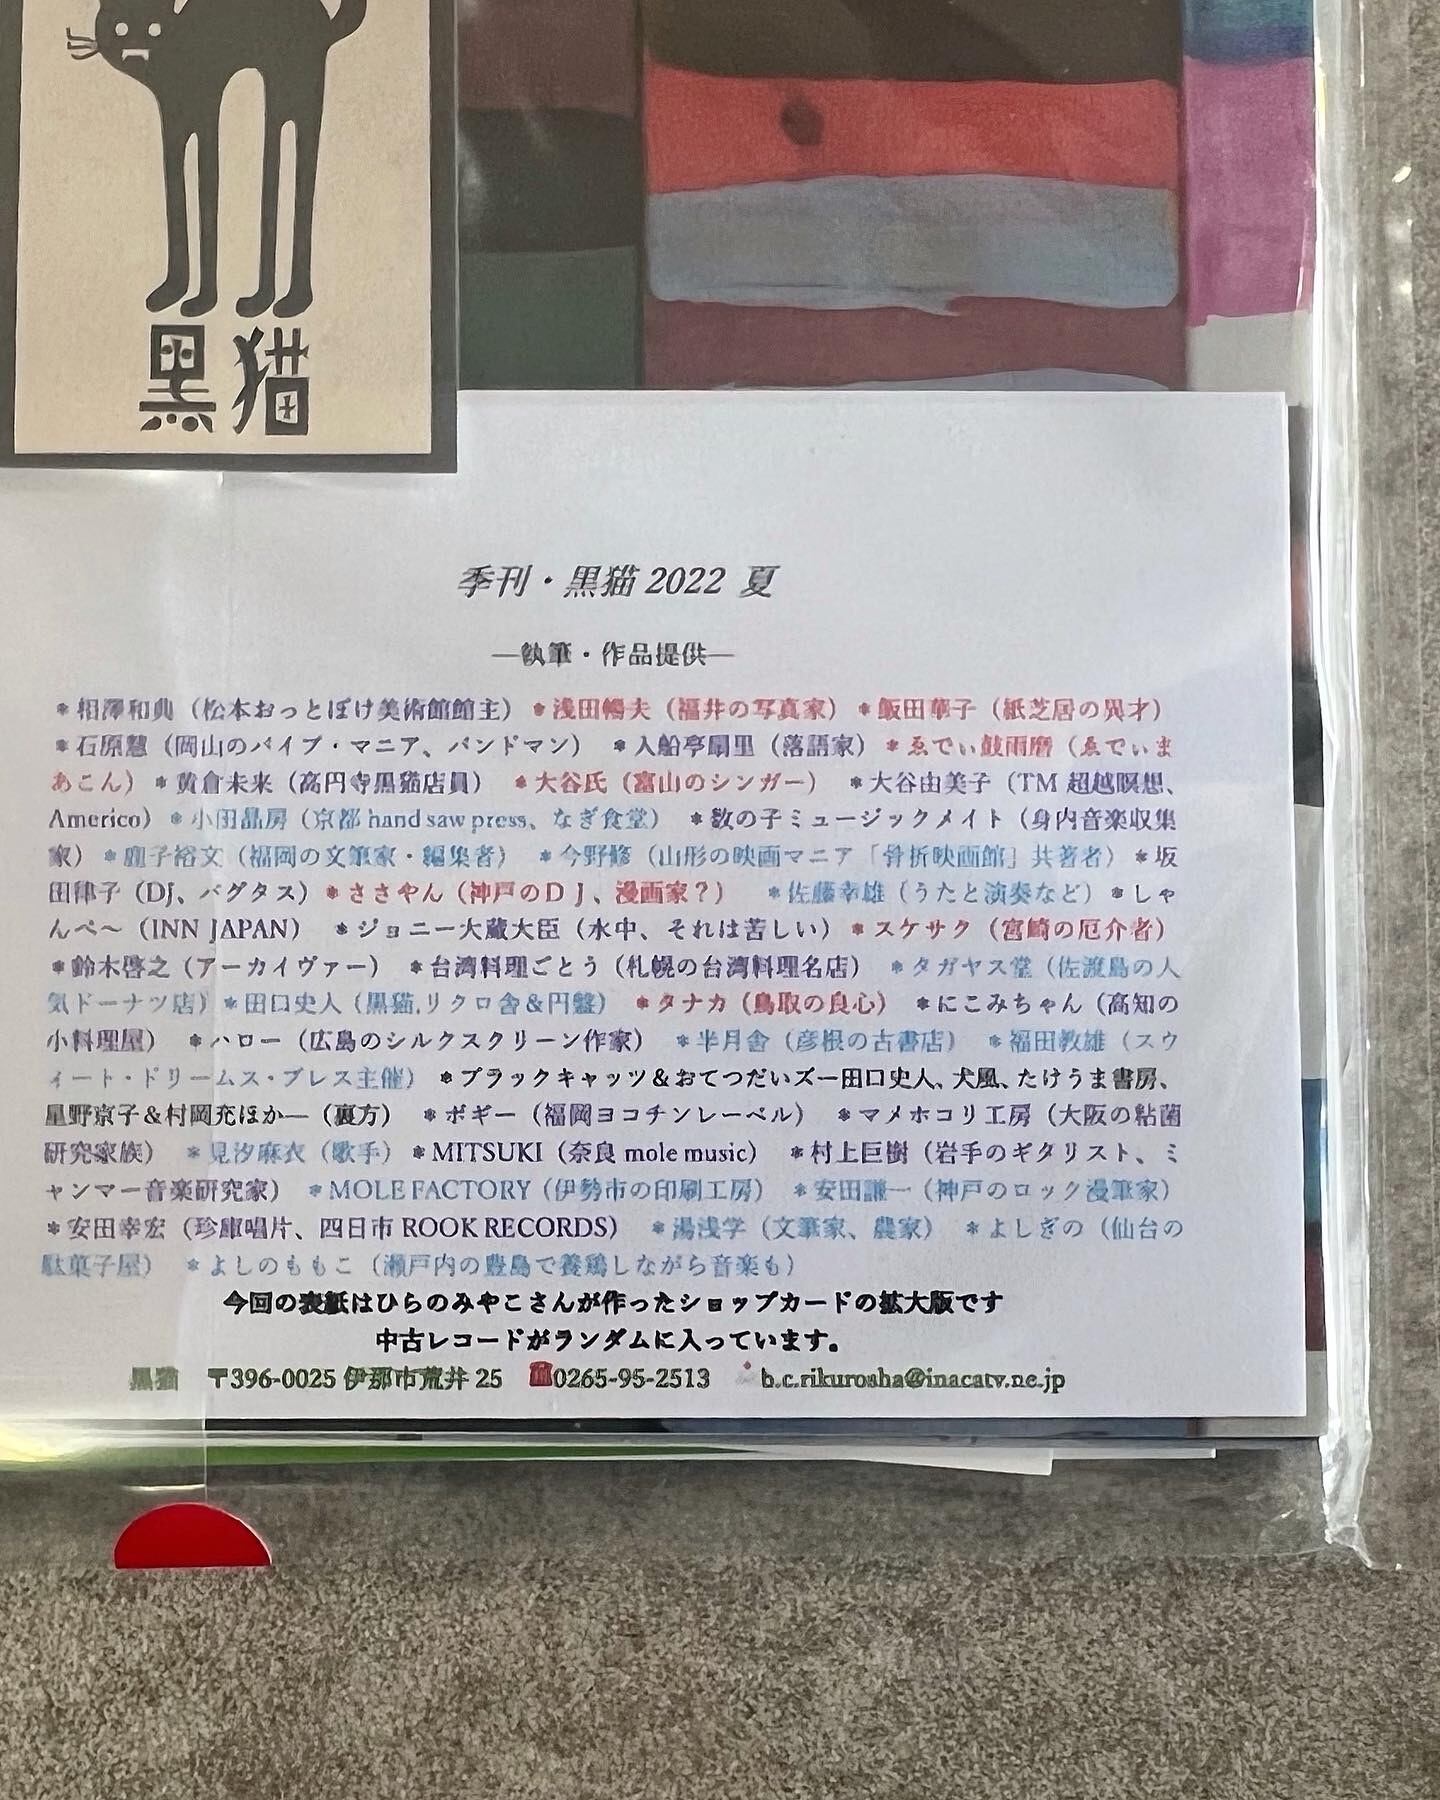 黒猫
季刊・黒猫 2022 夏
―執筆・作品提供―
＊相澤和典（松本おっとぼけ美術館館主）＊浅田暢夫（福井の写真家）＊飯田華子（紙芝居の異才）
＊石原慧（岡山のパイプ・マニア、バンドマン）＊入船亭扇里（落語家）＊ゑでぃ鼓雨磨（ゑでぃま
あこん）＊黄倉未来（高円寺黒猫店員）＊大谷氏（富山のシンガー）＊大谷由美子（TM 超越瞑想、
Americo）＊小田晶房（京都 hand saw press、なぎ食堂）＊数の子ミュージックメイト（身内音楽収集
家）＊鹿子裕文（福岡の文筆家・編集者）＊今野修（山形の映画マニア「骨折映画館」共著者）＊坂
田律子（DJ、バグタス）＊ささやん（神戸のＤＪ、漫画家？）＊佐藤幸雄（うたと演奏など）＊しゃ
んぺ〜（INN JAPAN）＊ジョニー大蔵大臣（水中、それは苦しい）＊スケサク（宮崎の厄介者）
＊鈴木啓之（アーカイヴァー）＊台湾料理ごとう（札幌の台湾料理名店）＊タガヤス堂（佐渡島の人
気ドーナツ店）＊田口史人（黒猫,リクロ舎＆円盤）＊タナカ（鳥取の良心）＊にこみちゃん（高知の
小料理屋）＊ハロー（広島のシルクスクリーン作家）＊半月舎（彦根の古書店）＊福田教雄（スウ
ィート・ドリームス・プレス主催）＊ブラックキャッツ＆おてつだいズー田口史人、犬風、たけうま書房、
星野京子＆村岡充ほか―（裏方）＊ボギー（福岡ヨコチンレーベル）＊マメホコリ工房（大阪の粘菌
研究家族）＊見汐麻衣（歌手）＊MITSUKI（奈良 mole music）＊村上巨樹（岩手のギタリスト、ミ
ャンマー音楽研究家）＊MOLE FACTORY（伊勢市の印刷工房）＊安田謙一（神戸のロック漫筆家）
＊安田幸宏（珍庫唱片、四日市 ROOK RECORDS）＊湯浅学（文筆家、農家）＊よしぎの（仙台の
駄菓子屋）＊よしのももこ（瀬戸内の豊島で養鶏しながら音楽も）
今回の表紙はひらのみやこさんが作ったショップカードの拡大版です
中古レコードがランダムに入っています。
黒猫 〒396-0025 伊那市荒井 25 ☎0265-95-2513 b.c.rikurosha@inacatv.ne.jp